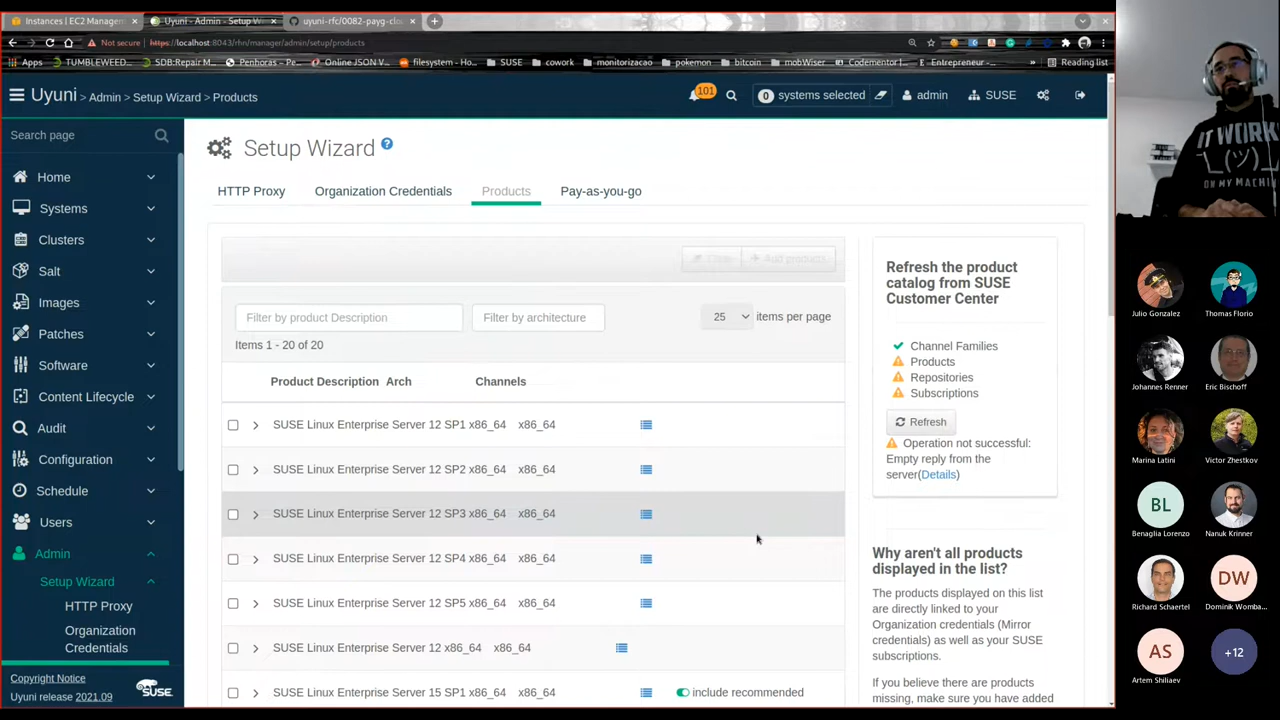 Instances | EC2 Managem
Uyuni - Admin - Setup W
uyuni-rfc/0082-payg-clo
Not secure
https://localhost:8043/rhn/manager/admin/setup/products
Apps
TUMBLEWEED...
SDB:Repair M...
Penhoras - Pe...
Online JSON V...
filesystem - Ho...
SUSE
cowork
monitorizacao
pokemon
bitcoin
mobWiser
Codementor |...
Entrepreneur -...
»
Reading list
Uyuni > Admin > Setup Wizard > Products
101
0 systems selected
admin
SUSE
Search page
Home
Systems
Clusters
Salt
Images
Patches
Software
Content Lifecycle
Audit
Configuration
Schedule
Users
Admin
Setup Wizard
HTTP Proxy
Organization
Credentials
Copyright Notice
Uyuni release 2021.09
SUSE
Setup Wizard
HTTP Proxy
Organization Credentials
Products
Pay-as-you-go
Clear
+ Add products
Filter by product Description
Filter by architecture
25 items per page
Items 1 - 20 of 20
Product Description Arch Channels
SUSE Linux Enterprise Server 12 SP1 x86_64 x86_64
SUSE Linux Enterprise Server 12 SP2 x86_64 x86_64
SUSE Linux Enterprise Server 12 SP3 x86_64 x86_64
SUSE Linux Enterprise Server 12 SP4 x86_64 x86_64
SUSE Linux Enterprise Server 12 SP5 x86_64 x86_64
SUSE Linux Enterprise Server 12 x86_64 x86_64
SUSE Linux Enterprise Server 15 SP1 x86_64 x86_64 include recommended
Refresh the product
catalog from SUSE
Customer Center
Channel Families
Products
Repositories
Subscriptions
Refresh
Operation not successful:
Empty reply from the
server(Details)
Why aren't all products
displayed in the list?
The products displayed on this list
are directly linked to your
Organization credentials (Mirror
credentials) as well as your SUSE
subscriptions.
If you believe there are products
missing, make sure you have added
IT WORKS
¯\_(ツ)_/¯
ON MY MACHIN
Julio Gonzalez
Thomas Florio
Johannes Renner
Eric Bischoff
Marina Latini
Victor Zhestkov
BL
Benaglia Lorenzo
Nanuk Krinner
Richard Schaertel
DW
Dominik Womba...
AS
Artem Shiliaev
+12